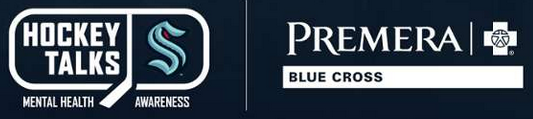 HOCKEY
TALKS
MENTAL HEALTH AWARENESS
PREMERA
BLUE CROSS